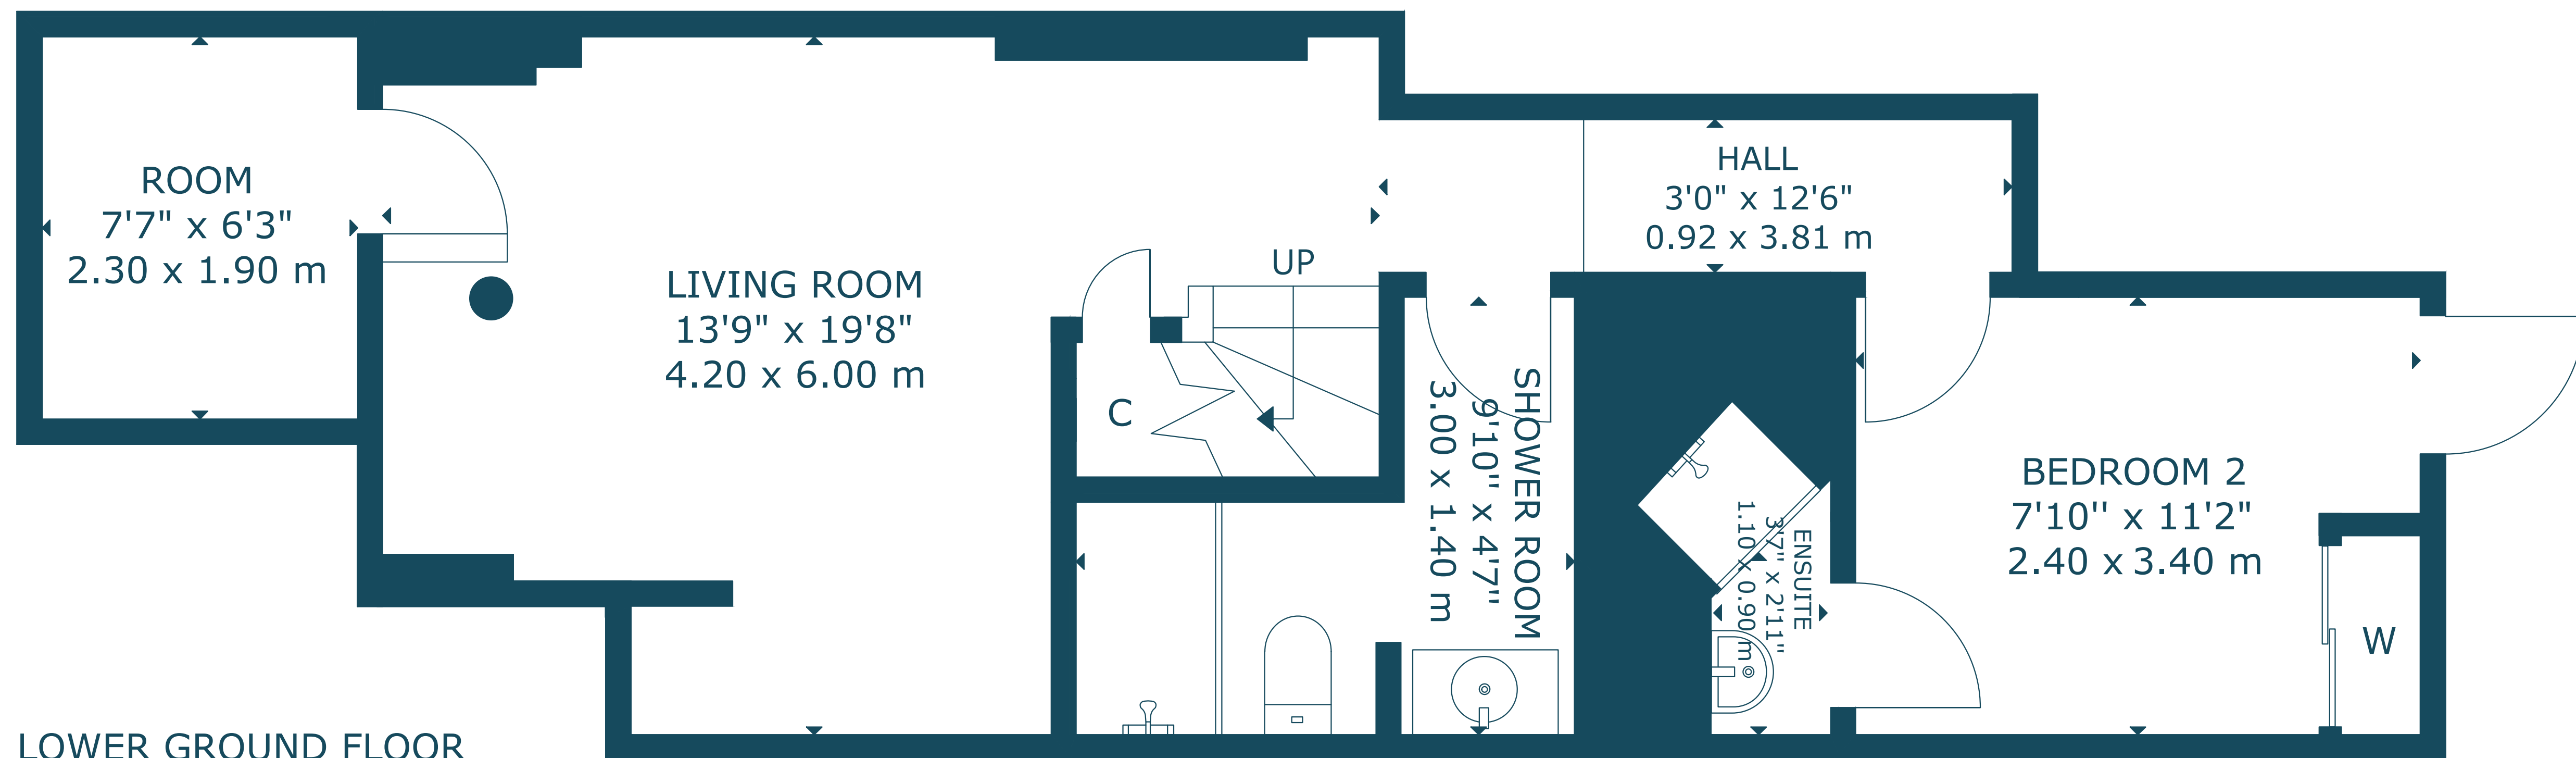 ROOM
7'7" x 6'3"
2.30 x 1.90 m
LIVING ROOM
13'9" x 19'8"
4.20 x 6.00 m
UP
C
HALL
3'0" x 12'6"
0.92 x 3.81 m
SHOWER ROOM
9'10" x 4'7"
3.00 x 1.40 m
ENSUITE
3'7" x 2'11"
1.10 x 0.90 m
BEDROOM 2
7'10'' x 11'2"
2.40 x 3.40 m
W
LOWER GROUND FLOOR